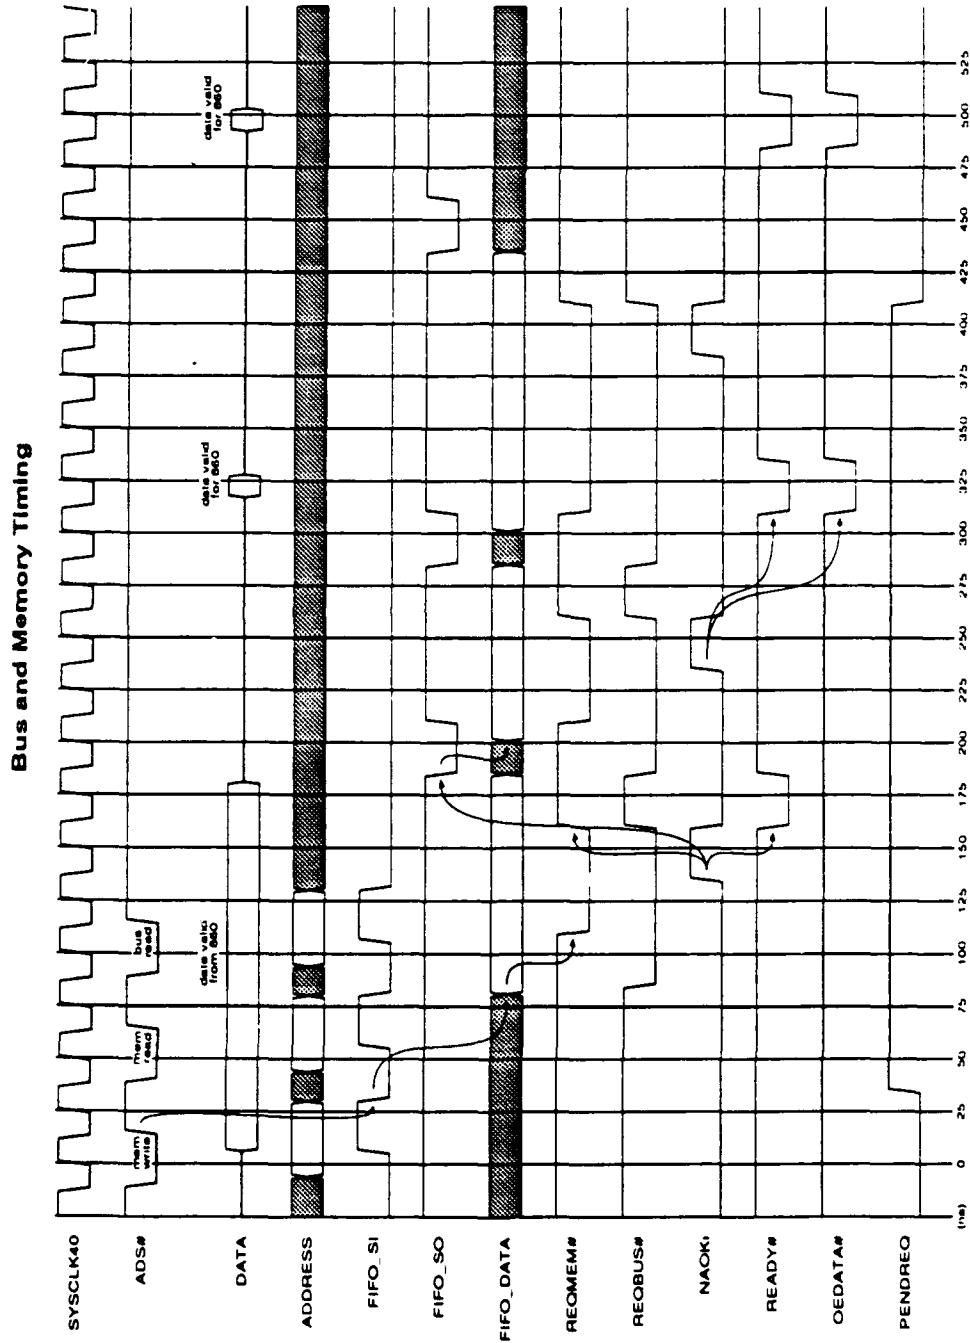 Bus and Memory Timing
SYSCLK40
ADS#
mem
write
mem
read
bus
read
DATA
data valid
from 860
data valid
for 860
data valid
for 860
ADDRESS
FIFO_SI
FIFO_SO
FIFO_DATA
REQMEM#
REQBUS#
NAOKI
READY#
OEDATA#
PENDREQ
(ns)
0
25
50
75
100
125
150
175
200
225
250
275
300
325
350
375
400
425
450
475
500
525